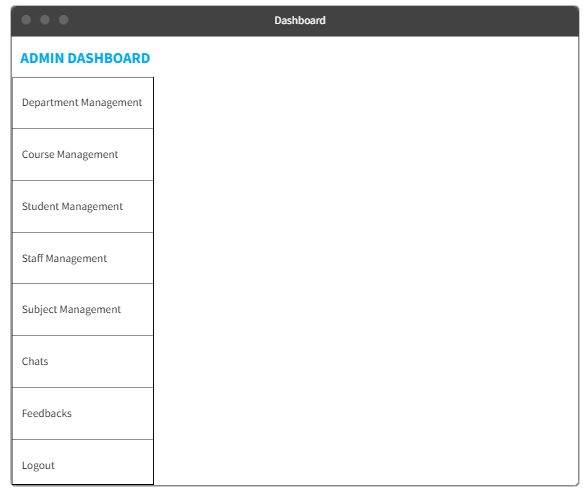 Dashboard
ADMIN DASHBOARD
Department Management
Course Management
Student Management
Staff Management
Subject Management
Chats
Feedbacks
Logout